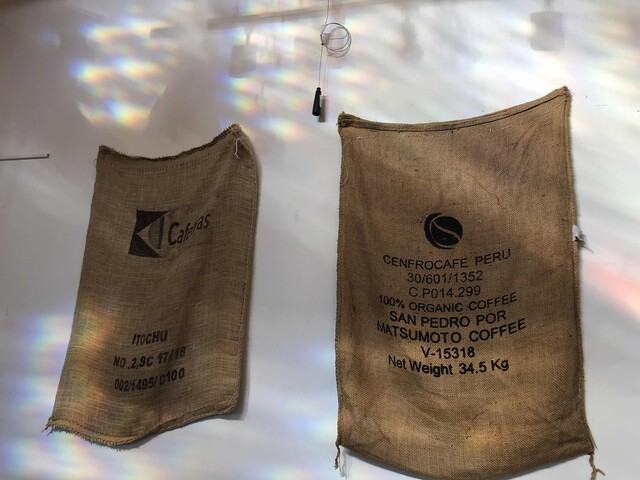 Cafebras
ITOCHU
NO.2,SC 17/18
002/1495/0100
CENFROCAFE PERU
30/601/1352
C.P014.299
100% ORGANIC COFFEE
SAN PEDRO POR
MATSUMOTO COFFEE
V-15318
Net Weight 34.5 Kg